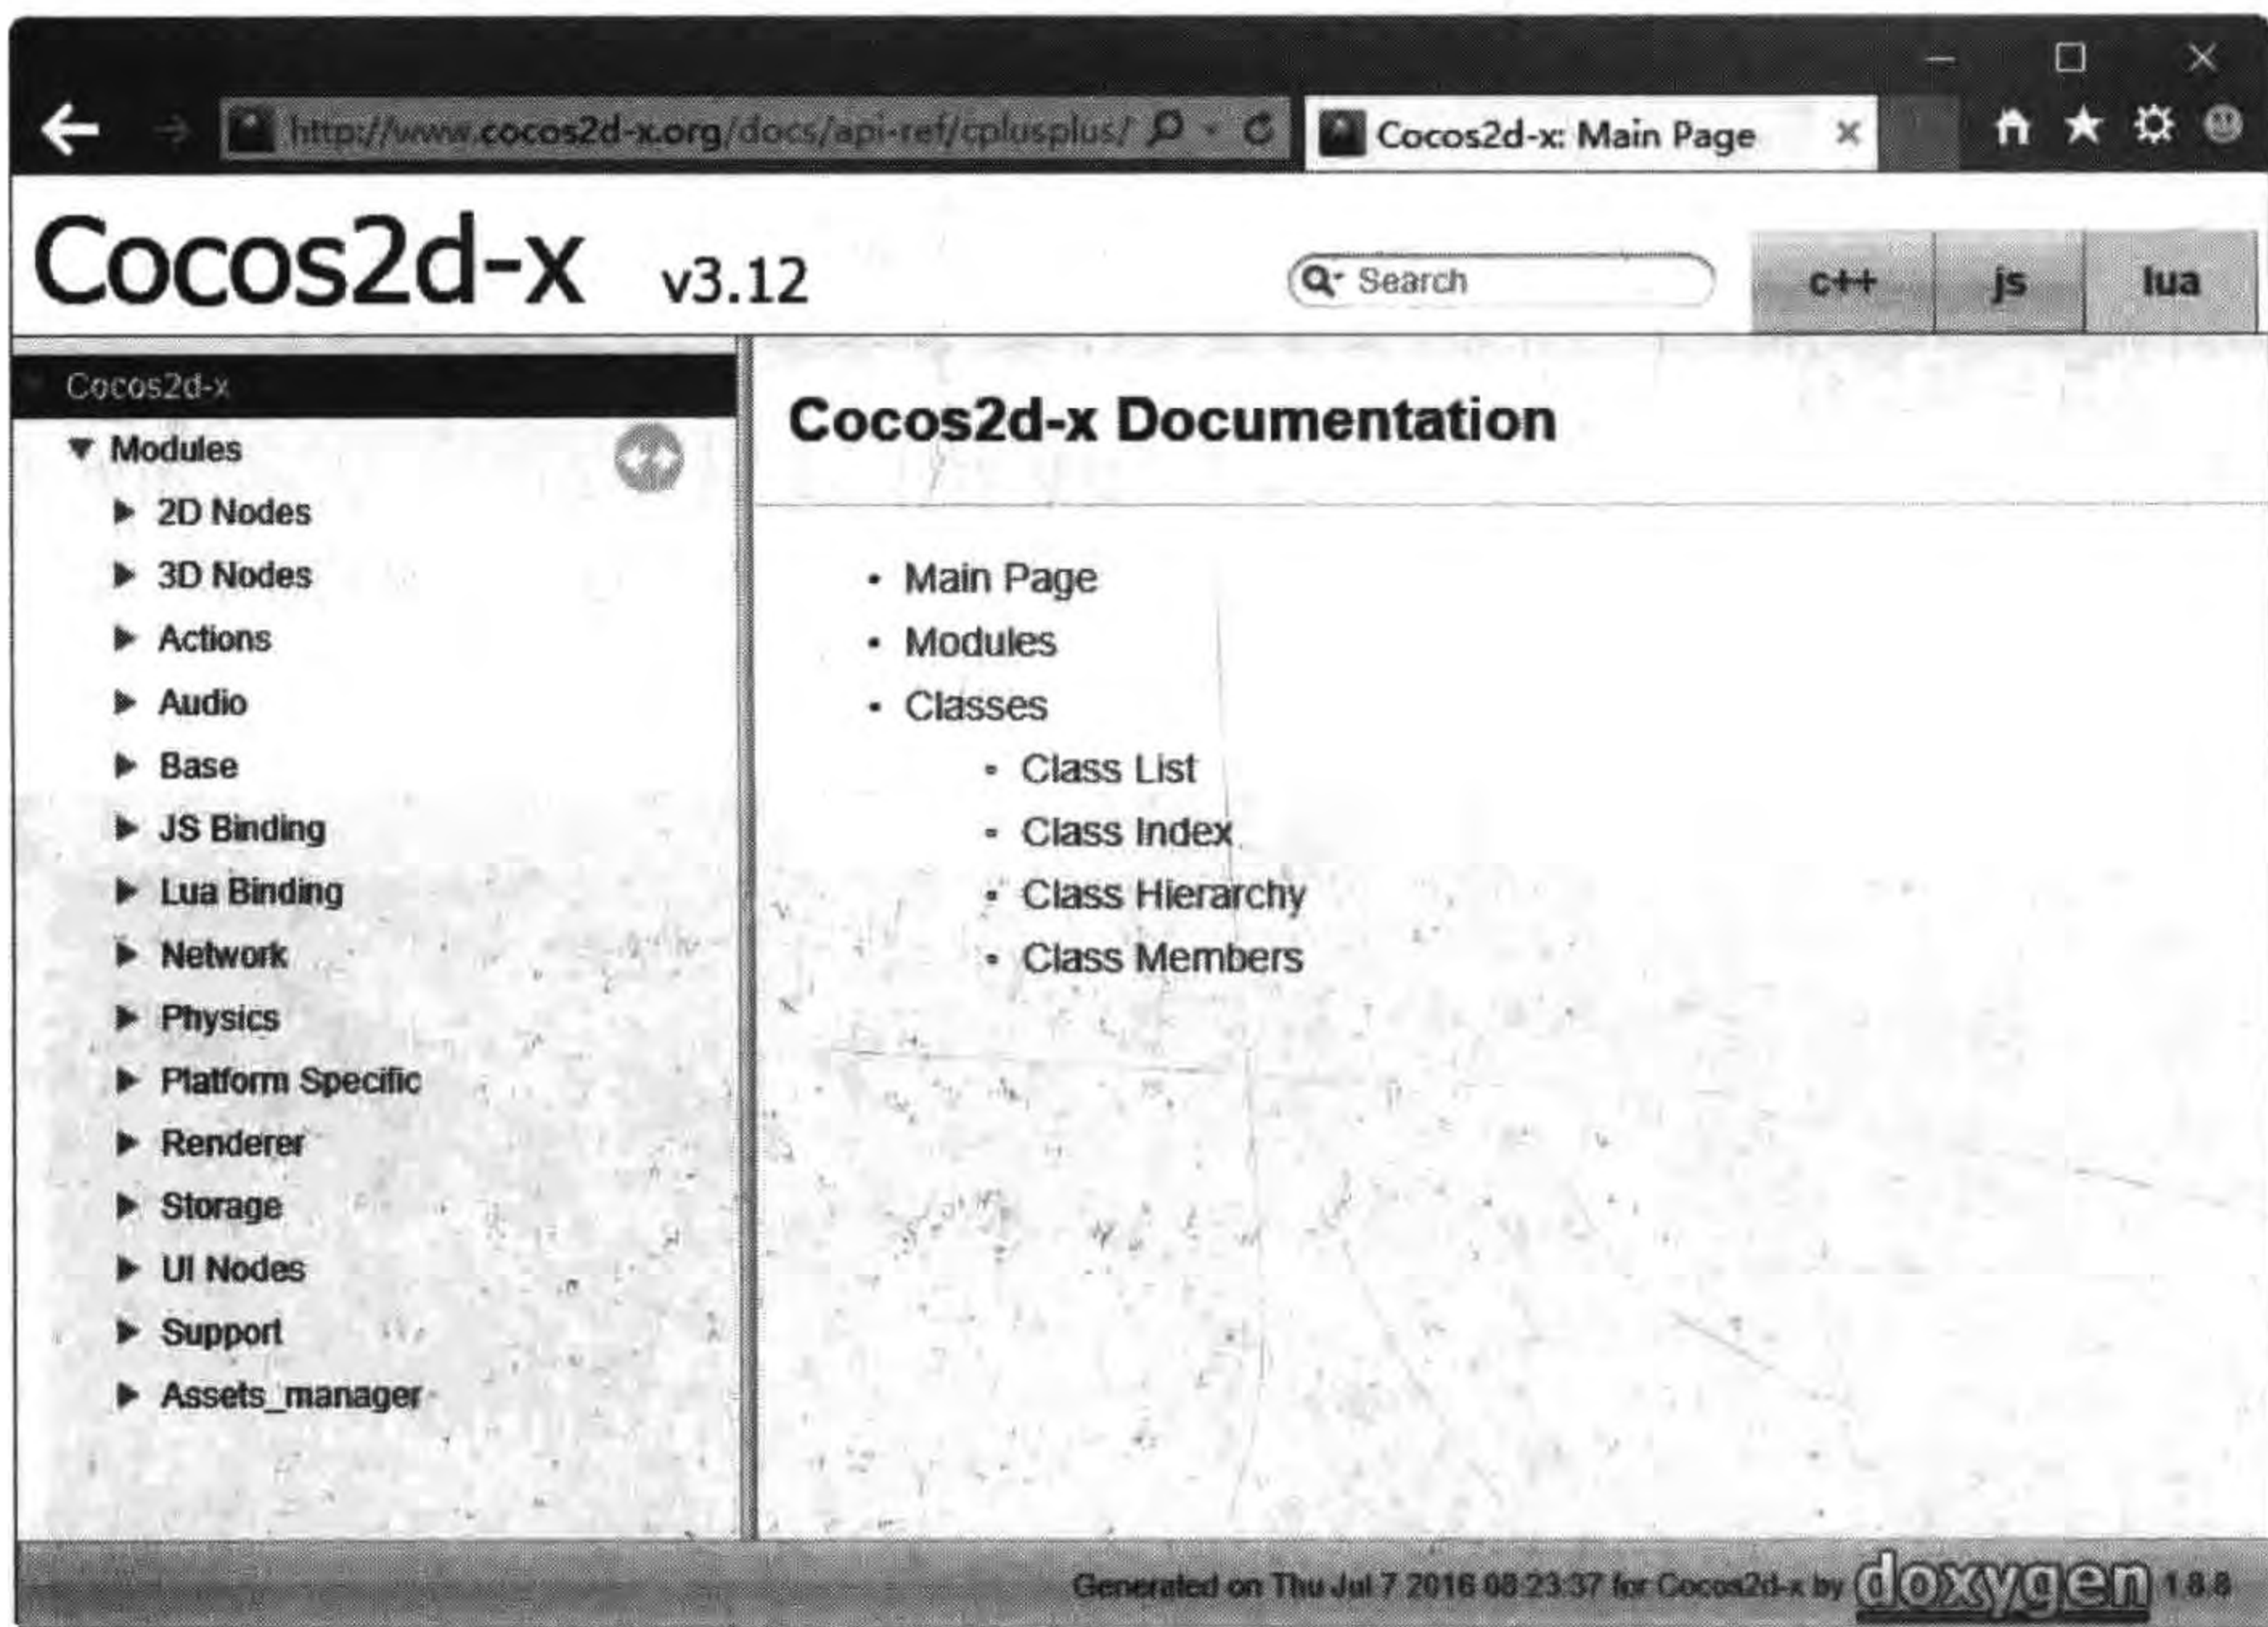 http://www.cocos2d-x.org/docs/api-ref/cplusplus/
Cocos2d-x: Main Page
Cocos2d-x v3.12
Search
c++ js lua
Cocos2d-x
Modules
2D Nodes
3D Nodes
Actions
Audio
Base
JS Binding
Lua Binding
Network
Physics
Platform Specific
Renderer
Storage
UI Nodes
Support
Assets_manager
Cocos2d-x Documentation
• Main Page
• Modules
• Classes
◦ Class List
◦ Class Index
◦ Class Hierarchy
◦ Class Members
Generated on Thu Jul 7 2016 08:23:37 for Cocos2d-x by doxygen 1.8.8